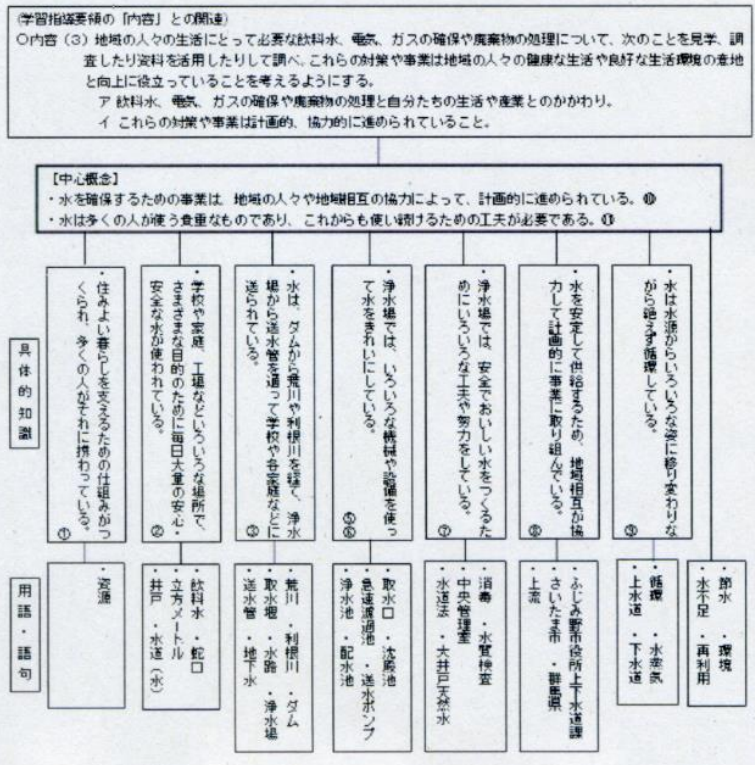 (学習指導要領の「内容」との関連)
○内容(3)地域の人々の生活にとって必要な飲料水、電気、ガスの確保や廃棄物の処理について、次のことを見学、調
査したり資料を活用したりして調べ、これらの対策や事業は地域の人々の健康な生活や良好な生活環境の意地
と向上に役立っていることを考えるようにする。
ア 飲料水、電気、ガスの確保や廃棄物の処理と自分たちの生活や産業とのかかわり。
イ これらの対策や事業は計画的、協力的に進められていること。
【中心概念】
・水を確保するための事業は、地域の人々や地域相互の協力によって、計画的に進められている。⑩
・水は多くの人が使う貴重なものであり、これからも使い続けるための工夫が必要である。⑪
具体的知識
・住みよい暮らしを支えるための仕組みがつ
くられ、多くの人がそれに携わっている。
①
・学校や家庭、工場などいろいろな場所で、
さまざまな目的のために毎日大量の安心・
安全な水が使われている。
②
・水は、ダムから荒川や利根川を経て、浄水
場から送水管を通って学校や各家庭などに
送られている。
③
・浄水場では、いろいろな機械や設備を使っ
て水をきれいにしている。
⑤⑥
・浄水場では、安全でおいしい水をつくるた
めにいろいろな工夫や努力をしている。
⑦
・水を安定して供給するため、地域相互が協
力して計画的に事業に取り組んでいる。
⑧
・水は水源からいろいろな姿に移り変わりな
がら絶えず循環している。
⑨
用語・語句
・資源
・飲料水 ・蛇口
・立方メートル
・井戸 ・水道(水)
・荒川 ・利根川 ・ダム
・取水堰 ・水路 ・浄水場
・送水管 ・地下水
・取水口 ・沈殿池
・急速濾過池 ・送水ポンプ
・浄水池 ・配水池
・消毒 ・水質検査
・中央管理室
・水道法 ・大井戸天然水
・ふじみ野市役所上下水道課
・さいたま市 ・群馬県
・上流
・循環 ・水蒸気
・上水道 ・下水道
・節水 ・環境
・水不足 ・再利用